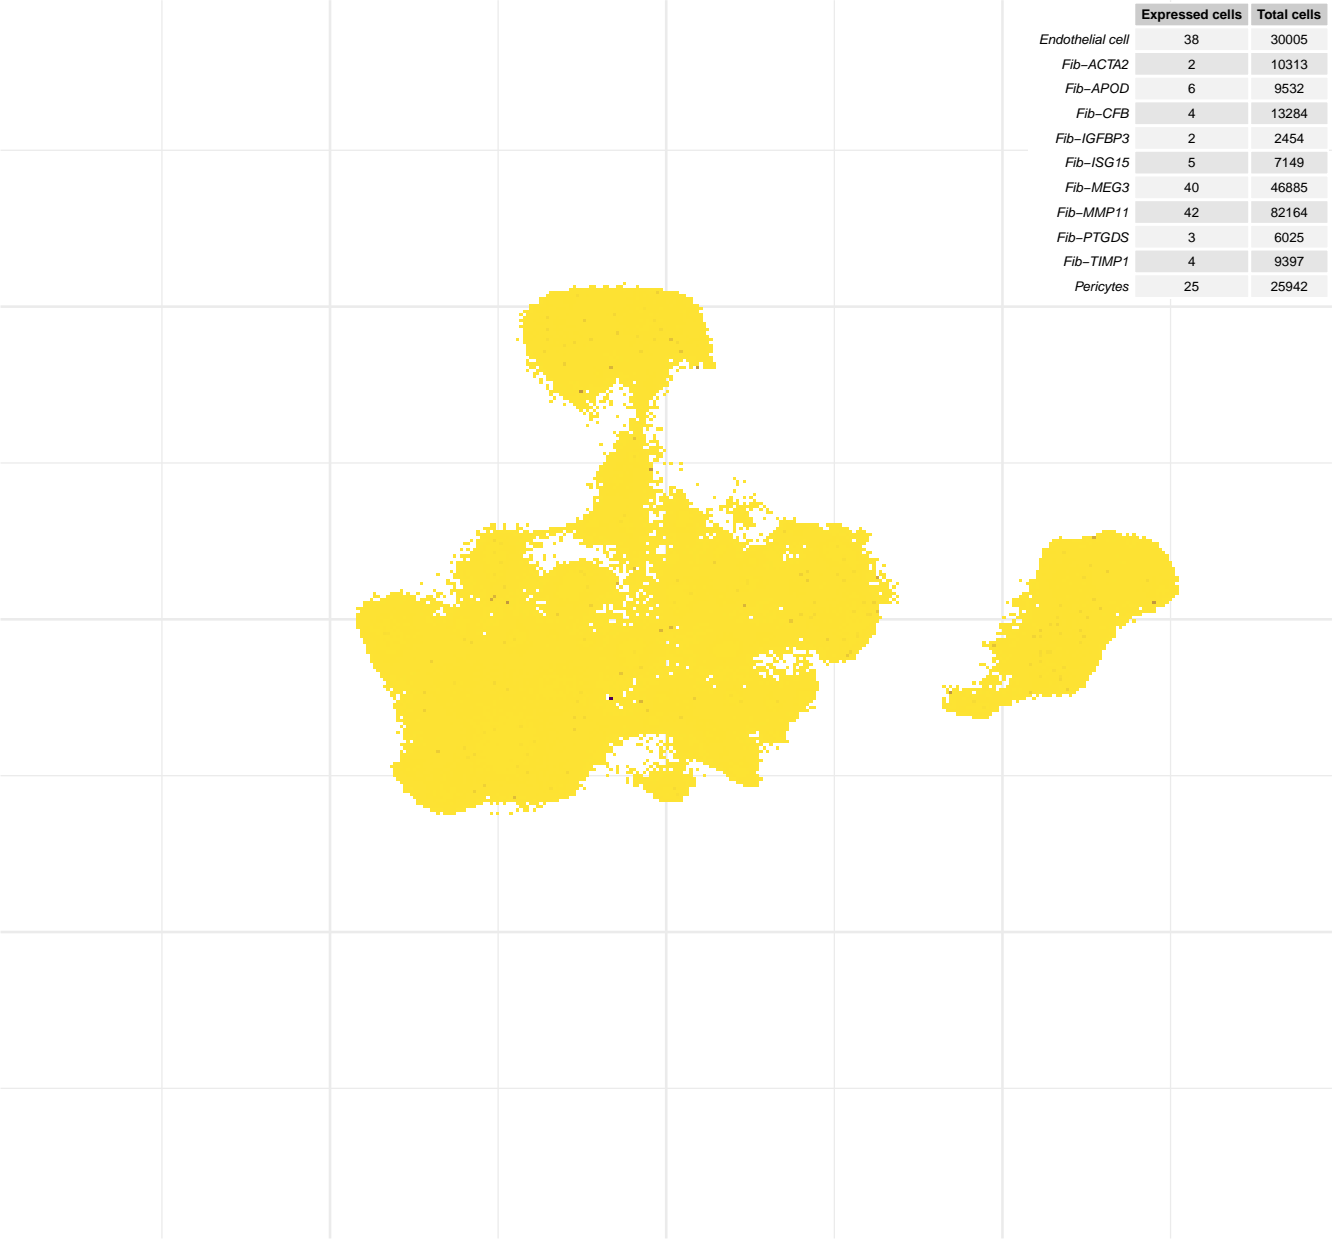 Expressed cells Total cells
Endothelial cell 38 30005
Fib−ACTA2 2 10313
Fib−APOD 6 9532
Fib−CFB 4 13284
Fib−IGFBP3 2 2454
Fib−ISG15 5 7149
Fib−MEG3 40 46885
Fib−MMP11 42 82164
Fib−PTGDS 3 6025
Fib−TIMP1 4 9397
Pericytes 25 25942